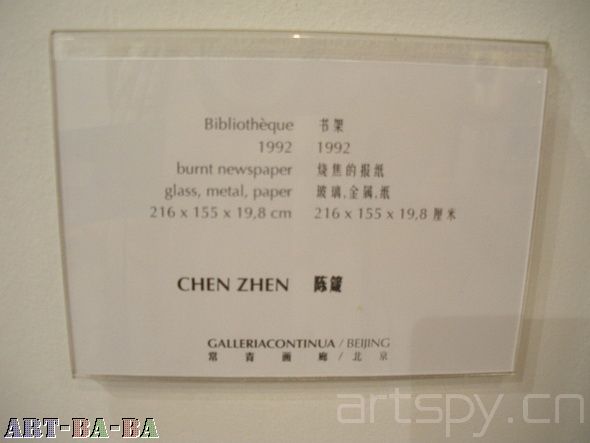 Bibliothèque 书架
1992 1992
burnt newspaper 烧焦的报纸
glass, metal, paper 玻璃,金属,纸
216 x 155 x 19,8 cm 216 x 155 x 19,8 厘米
CHEN ZHEN 陈箴
GALLERIACONTINUA / BEIJING
常青画廊 / 北京
ART-BA-BA
artspy.cn